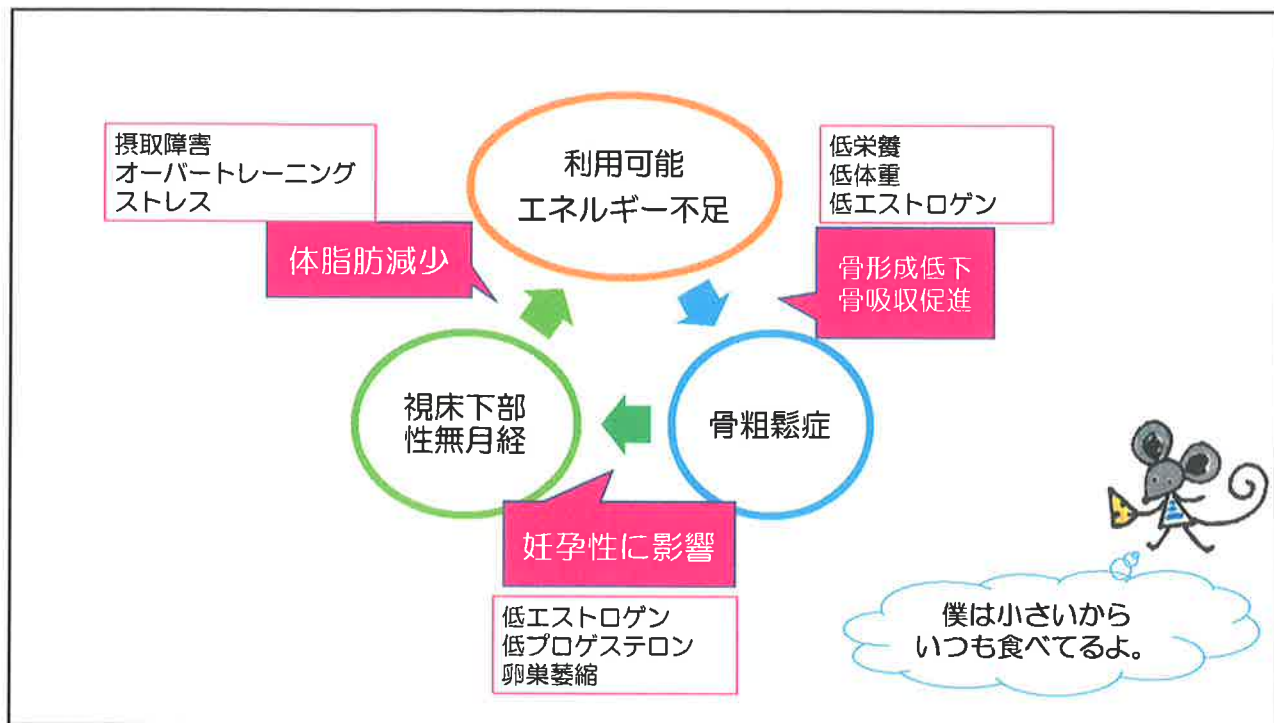 利用可能
エネルギー不足
摂取障害
オーバートレーニング
ストレス
体脂肪減少
低栄養
低体重
低エストロゲン
骨形成低下
骨吸収促進
視床下部
性無月経
骨粗鬆症
妊孕性に影響
低エストロゲン
低プロゲステロン
卵巣萎縮
僕は小さいから
いつも食べてるよ。